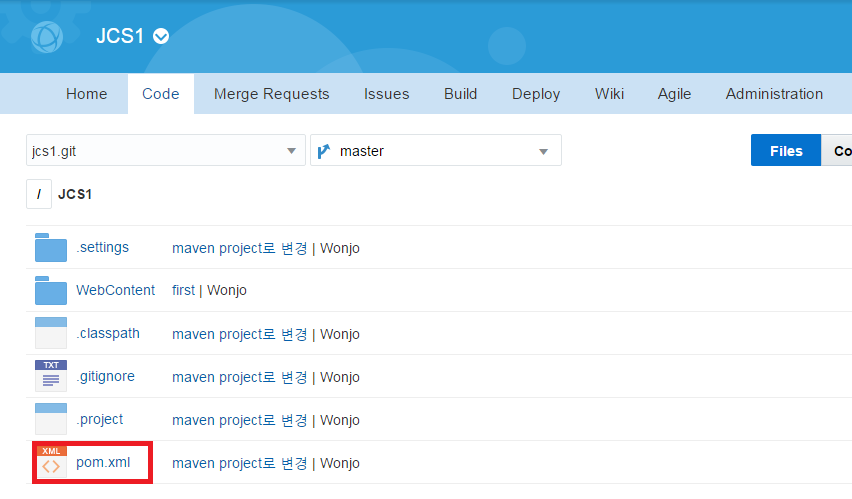 JCS1
Home Code Merge Requests Issues Build Deploy Wiki Agile Administration
jcs1.git master Files Co
/ JCS1
.settings maven project로 변경 | Wonjo
WebContent first | Wonjo
.classpath maven project로 변경 | Wonjo
TXT
.gitignore maven project로 변경 | Wonjo
.project maven project로 변경 | Wonjo
XML
pom.xml maven project로 변경 | Wonjo